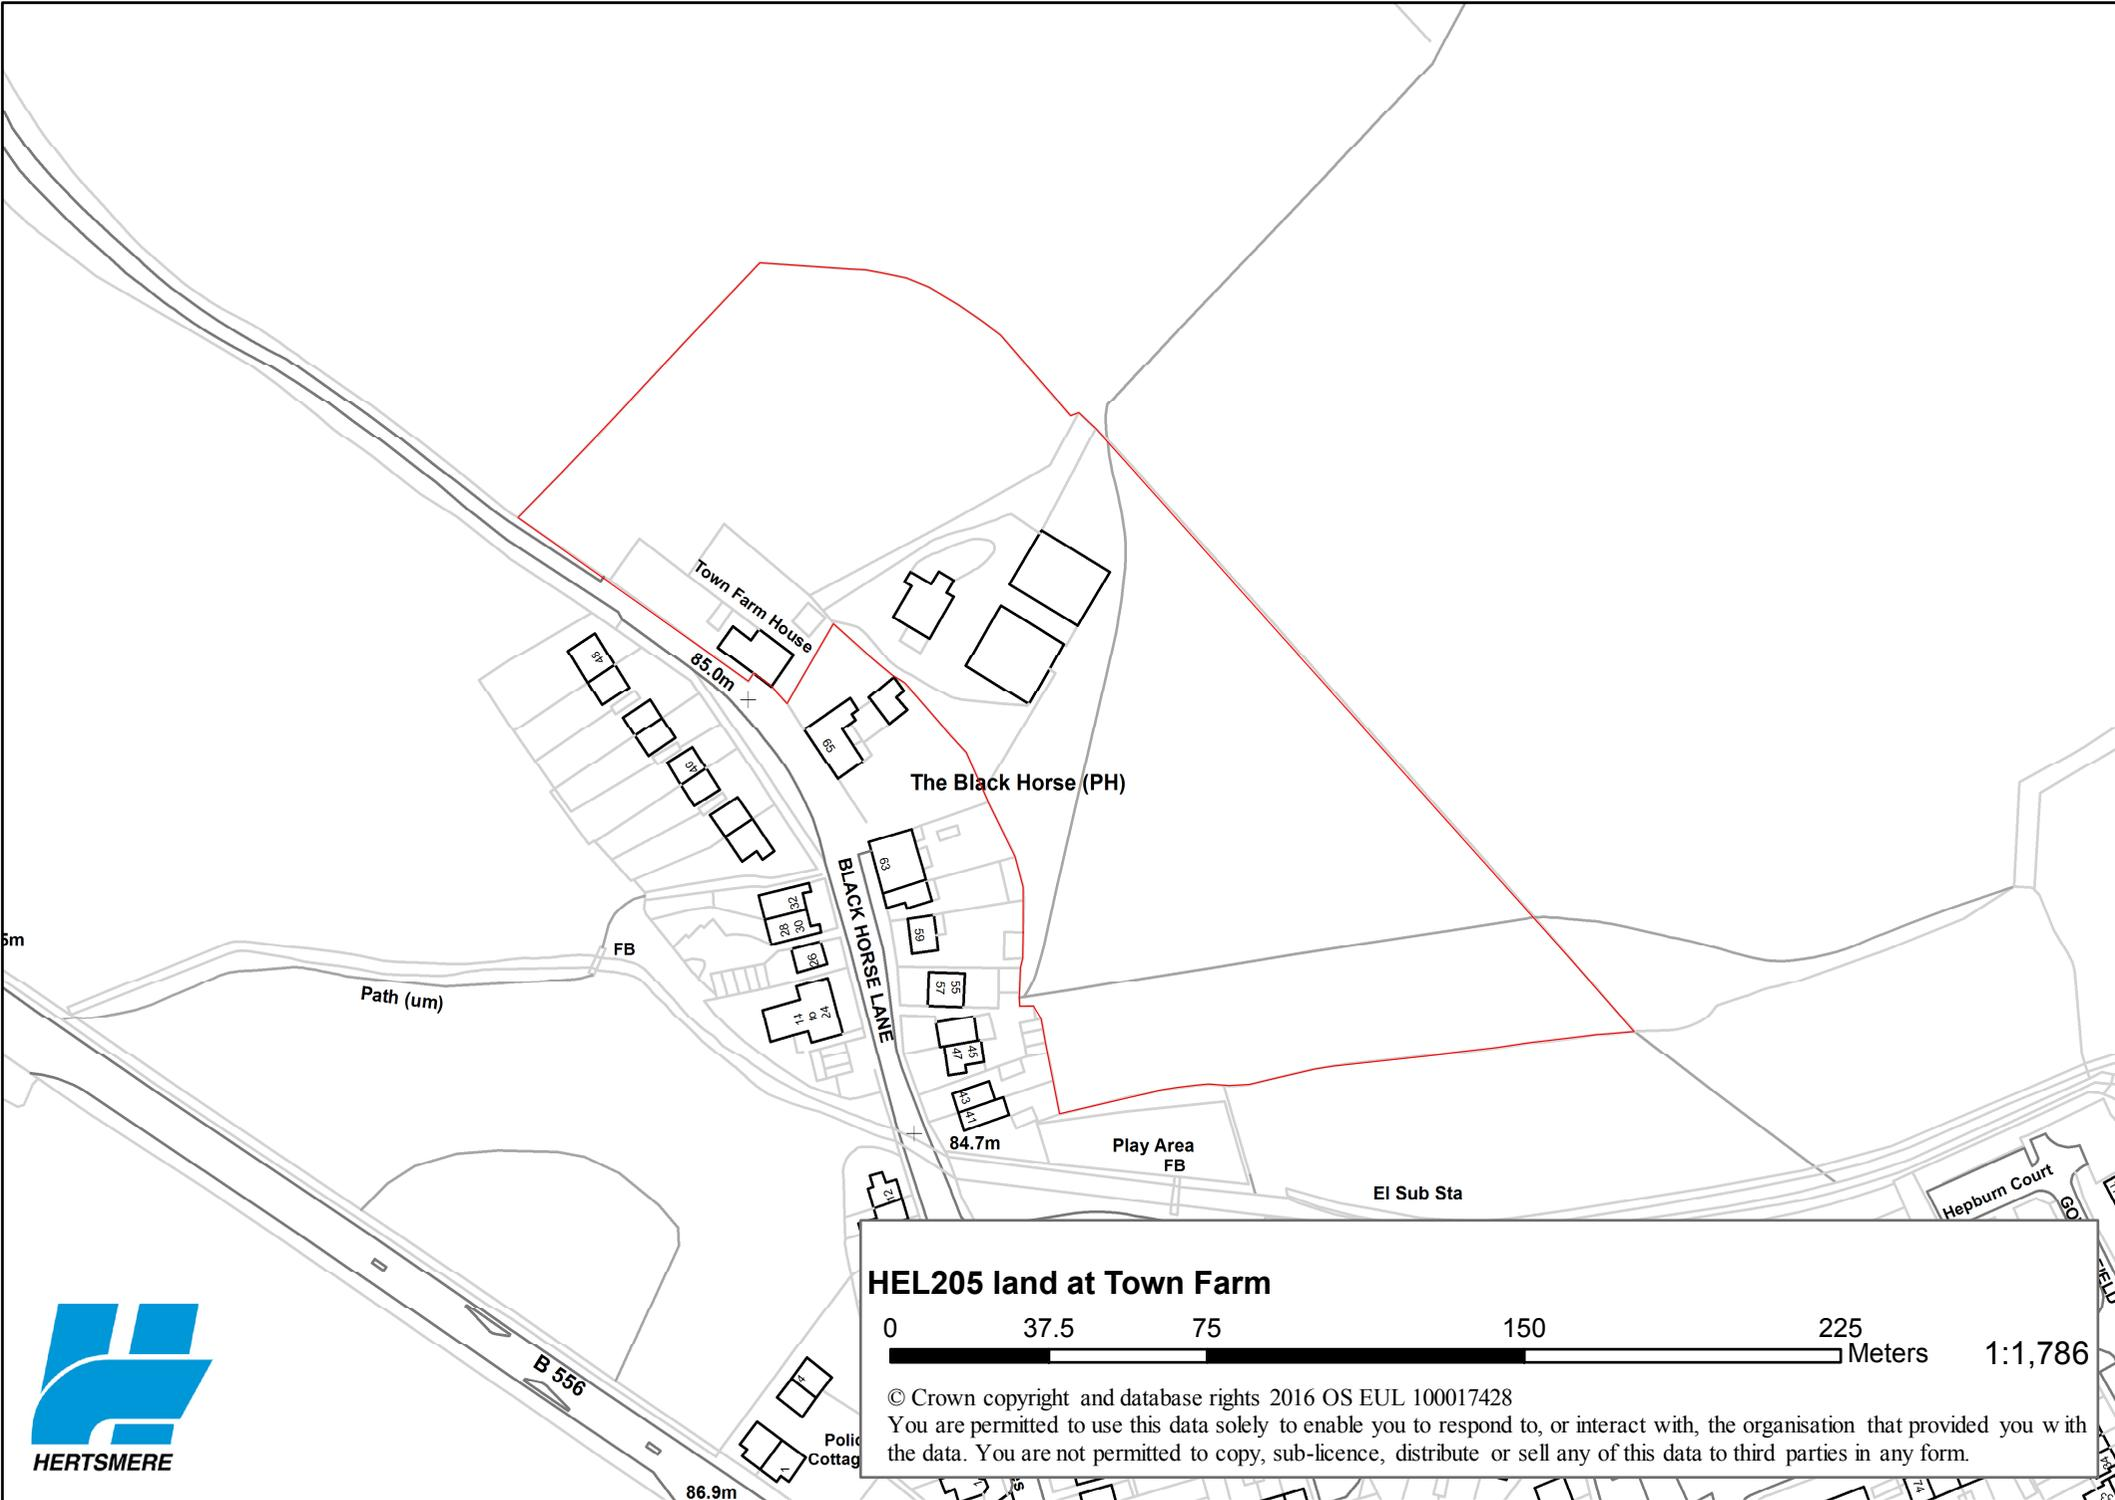 Town Farm House
48
85.0m
40
65
The Black Horse (PH)
63
BLACK HORSE LANE
32
30
28
59
26
5m
FB
55
57
Path (um)
24
to
11
45
47
43
41
84.7m
Play Area
FB
12
El Sub Sta
Hepburn Court
HEL205 land at Town Farm
0 37.5 75 150 225
Meters
1:1,786
© Crown copyright and database rights 2016 OS EUL 100017428
You are permitted to use this data solely to enable you to respond to, or interact with, the organisation that provided you with
the data. You are not permitted to copy, sub-licence, distribute or sell any of this data to third parties in any form.
HERTSMERE
B 556
4
1
86.9m
74